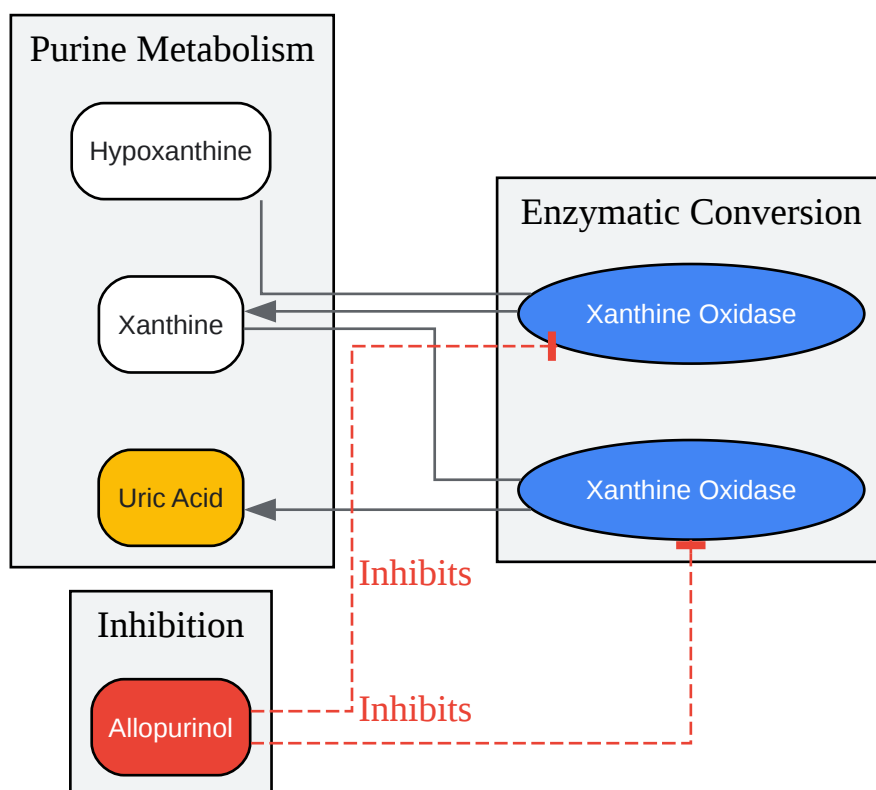 Purine Metabolism
Hypoxanthine
Xanthine
Uric Acid
Enzymatic Conversion
Xanthine Oxidase
Xanthine Oxidase
Inhibits
Inhibition
Allopurinol
Inhibits